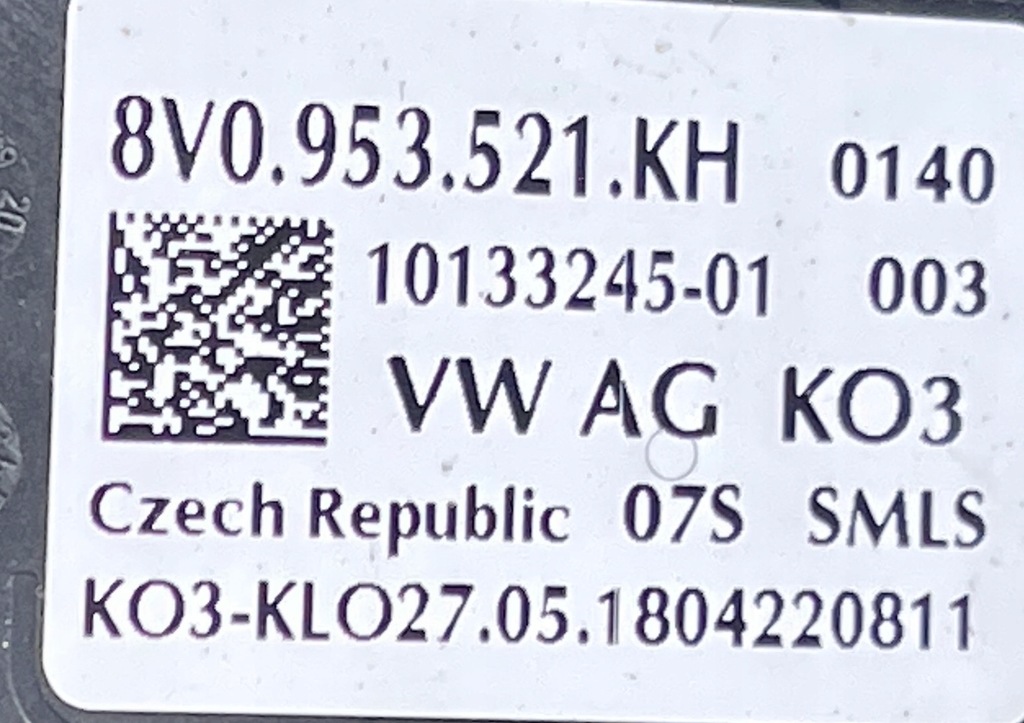 8V0.953.521.KH 0140
10133245-01 003
VW AG KO3
Czech Republic 07S SMLS
KO3-KLO27.05.1804220811